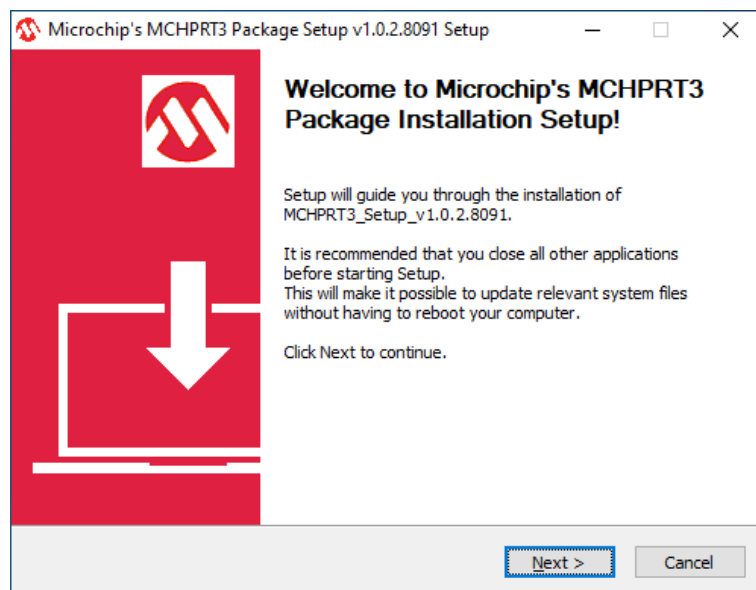 Microchip's MCHPRT3 Package Setup v1.0.2.8091 Setup
Welcome to Microchip's MCHPRT3
Package Installation Setup!
Setup will guide you through the installation of
MCHPRT3_Setup_v1.0.2.8091.
It is recommended that you close all other applications
before starting Setup.
This will make it possible to update relevant system files
without having to reboot your computer.
Click Next to continue.
Next >
Cancel